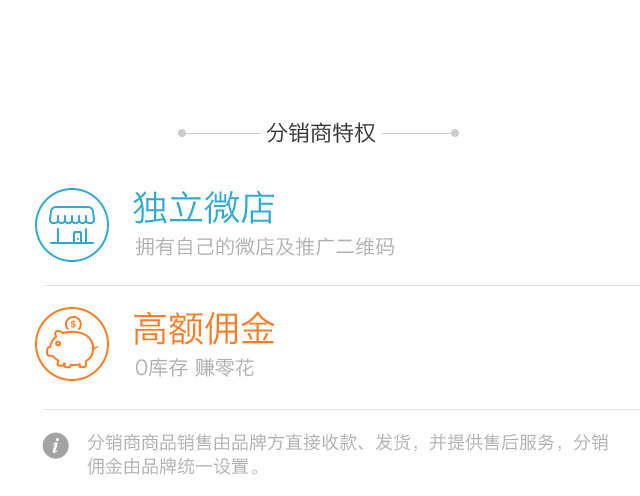 分销商特权
独立微店
拥有自己的微店及推广二维码
$
高额佣金
0库存 赚零花
i
分销商商品销售由品牌方直接收款、发货，并提供售后服务，分销
佣金由品牌统一设置。